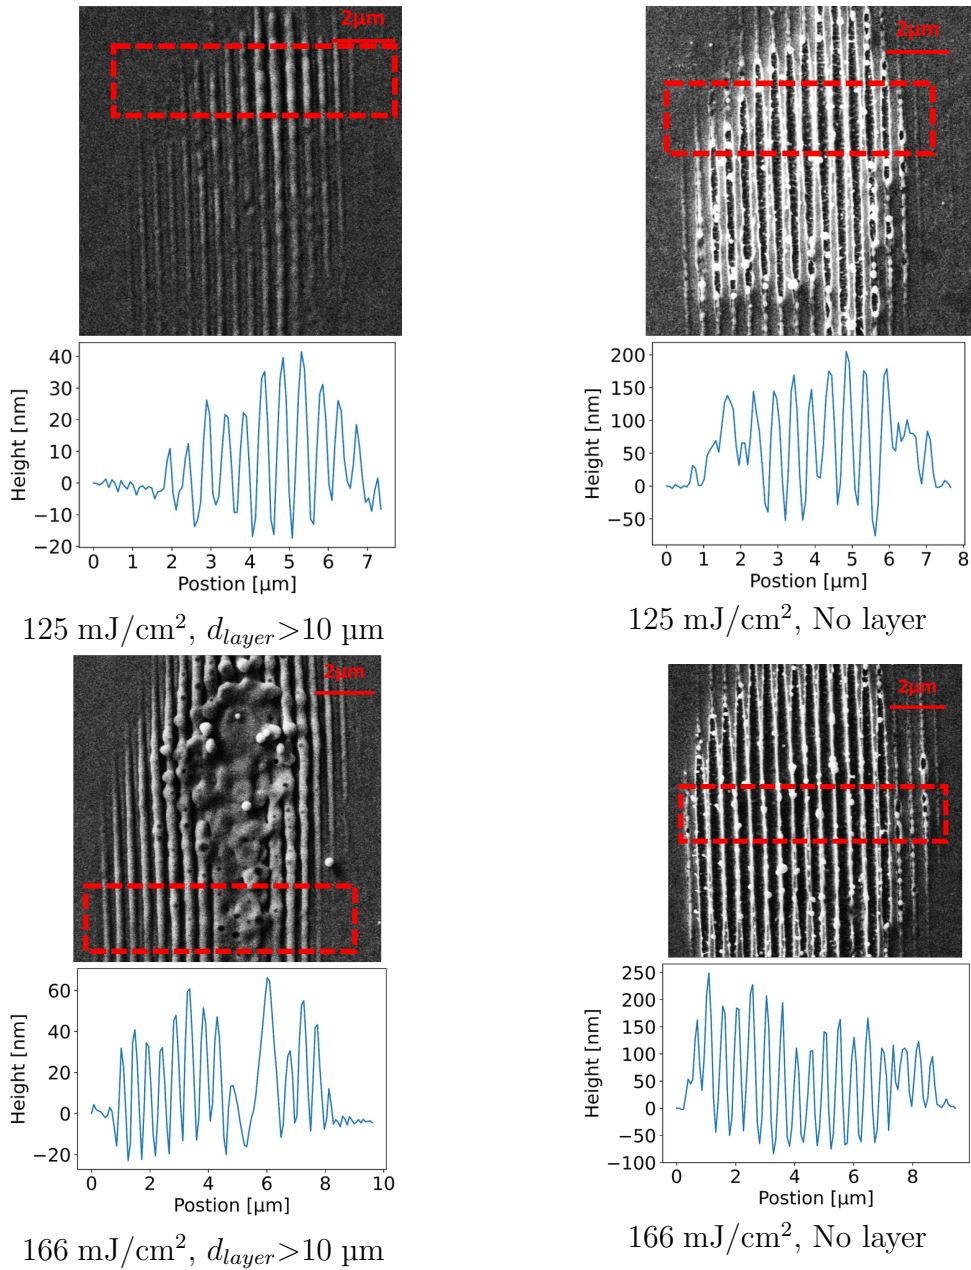 2μm
2μm
40
30
20
10
0
−10
−20
Height [nm]
0 1 2 3 4 5 6 7
Postion [μm]
200
150
100
50
0
−50
Height [nm]
0 1 2 3 4 5 6 7 8
Postion [μm]
125 mJ/cm², d_layer>10 μm
125 mJ/cm², No layer
2μm
2μm
60
40
20
0
−20
Height [nm]
0 2 4 6 8 10
Postion [μm]
250
200
150
100
50
0
−50
−100
Height [nm]
0 2 4 6 8
Postion [μm]
166 mJ/cm², d_layer>10 μm
166 mJ/cm², No layer